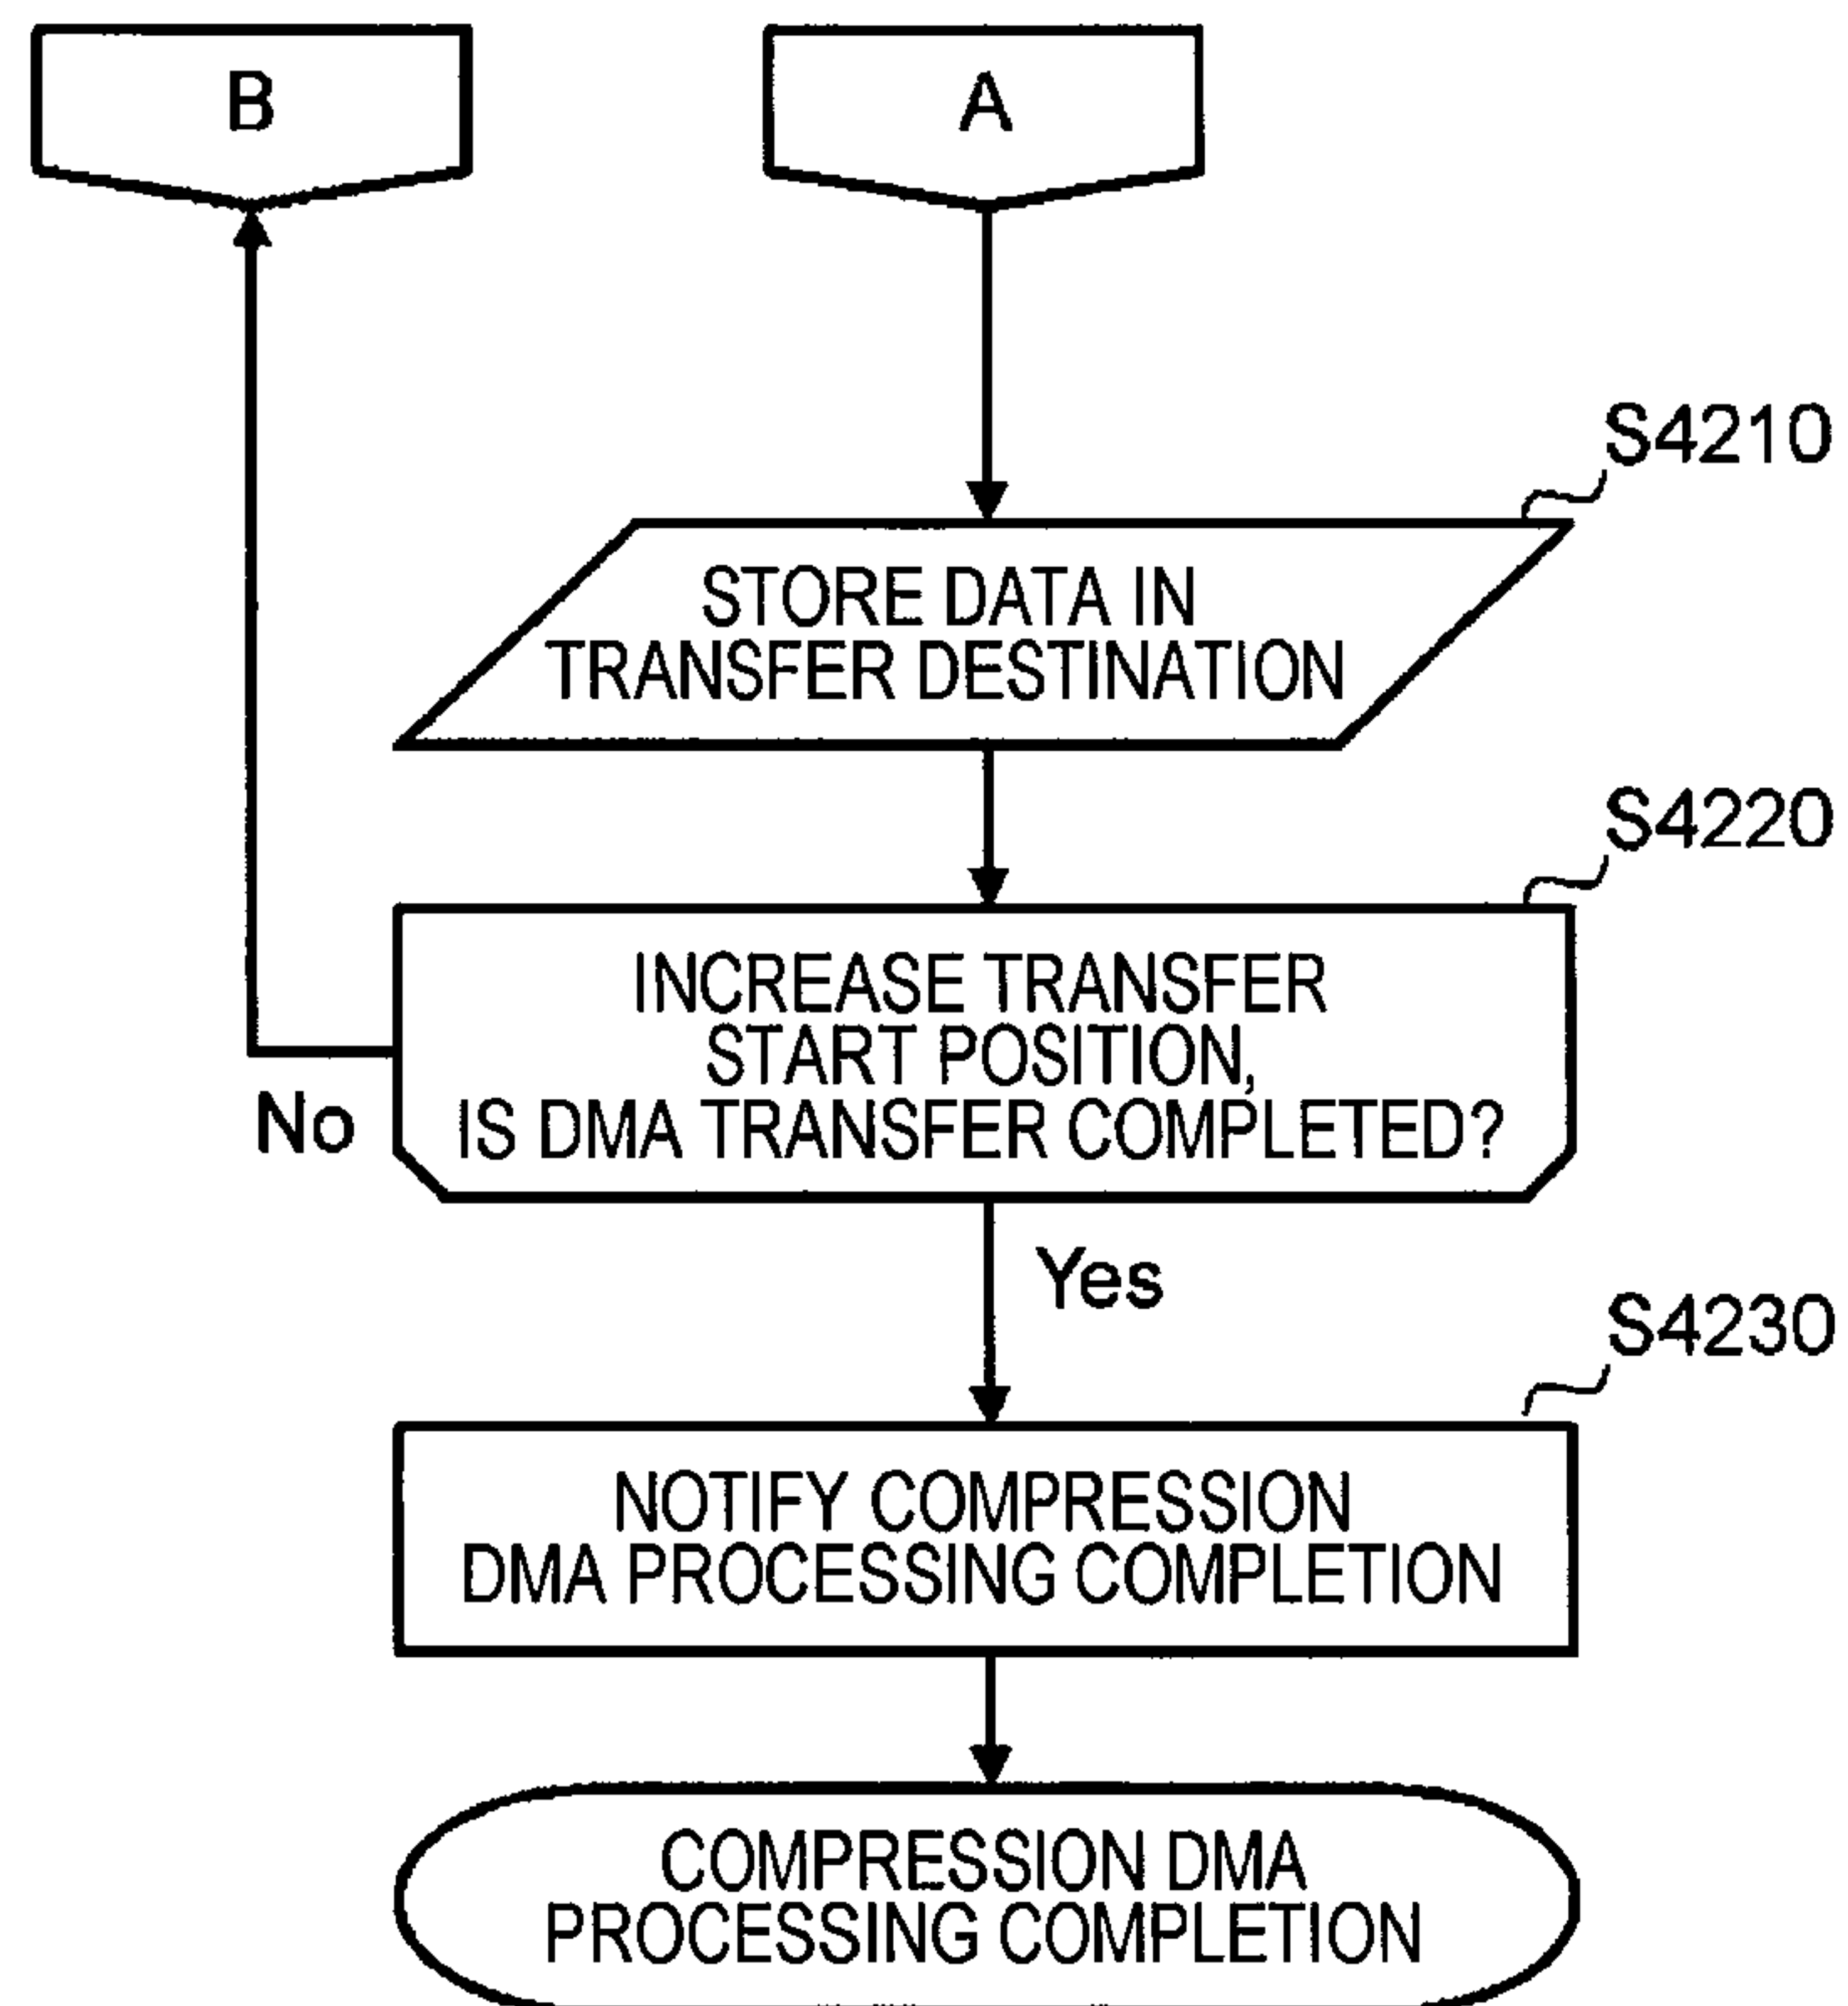 B
A
S4210
STORE DATA IN
TRANSFER DESTINATION
S4220
INCREASE TRANSFER
START POSITION,
IS DMA TRANSFER COMPLETED?
No
Yes
S4230
NOTIFY COMPRESSION
DMA PROCESSING COMPLETION
COMPRESSION DMA
PROCESSING COMPLETION